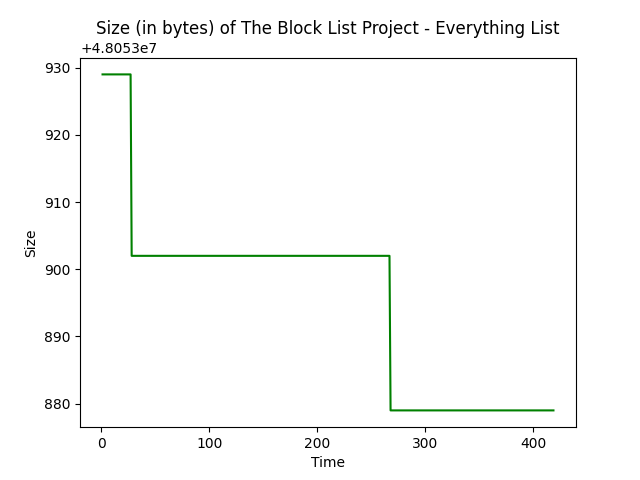 Size (in bytes) of The Block List Project - Everything List
+4.8053e7
930
920
910
900
890
880
Size
0 100 200 300 400
Time